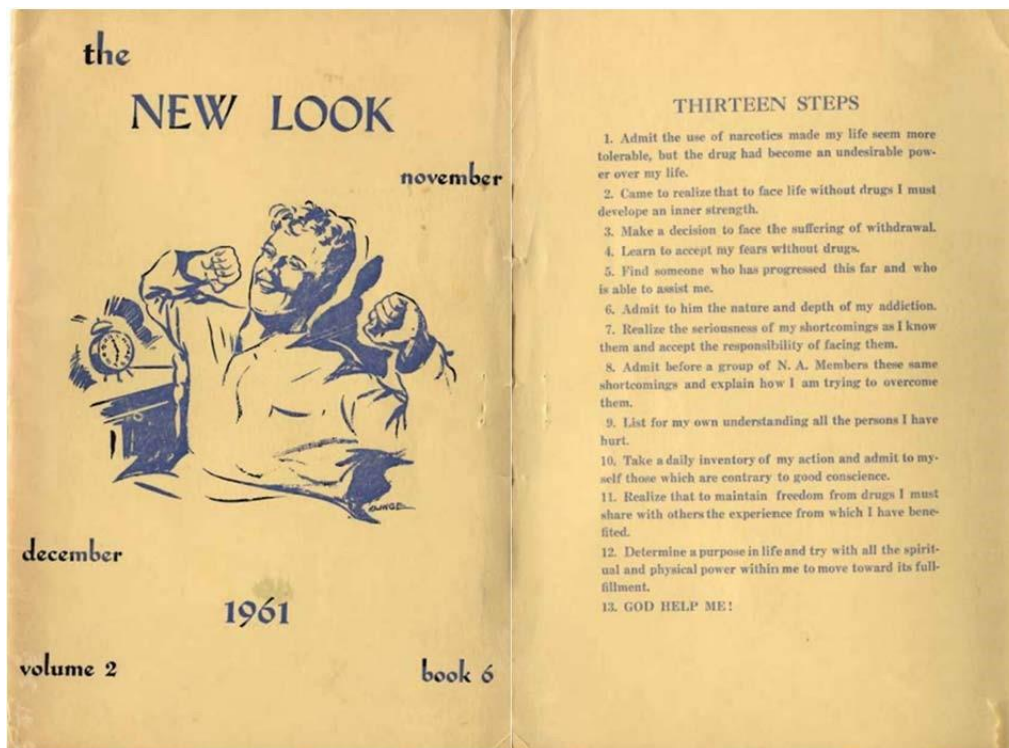 the
NEW LOOK
november
december
1961
volume 2
book 6
THIRTEEN STEPS
1. Admit the use of narcotics made my life seem more
tolerable, but the drug had become an undesirable pow-
er over my life.
2. Came to realize that to face life without drugs I must
develope an inner strength.
3. Make a decision to face the suffering of withdrawal.
4. Learn to accept my fears without drugs.
5. Find someone who has progressed this far and who
is able to assist me.
6. Admit to him the nature and depth of my addiction.
7. Realize the seriousness of my shortcomings as I know
them and accept the responsibility of facing them.
8. Admit before a group of N. A. Members these same
shortcomings and explain how I am trying to overcome
them.
9. List for my own understanding all the persons I have
hurt.
10. Take a daily inventory of my action and admit to my-
self those which are contrary to good conscience.
11. Realize that to maintain freedom from drugs I must
share with others the experience from which I have bene-
fited.
12. Determine a purpose in life and try with all the spirit-
ual and physical power within me to move toward its full-
fillment.
13. GOD HELP ME!